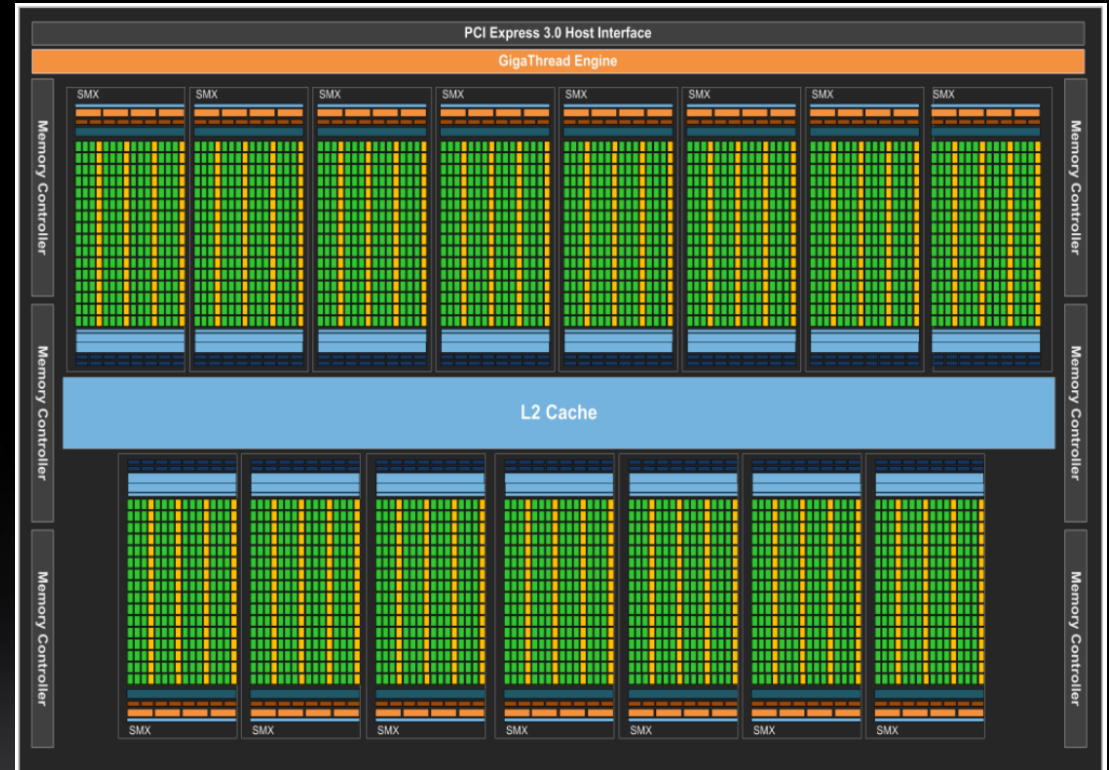 PCI Express 3.0 Host Interface
GigaThread Engine
SMX
SMX
SMX
SMX
SMX
SMX
SMX
SMX
Memory Controller
Memory Controller
L2 Cache
Memory Controller
Memory Controller
Memory Controller
Memory Controller
SMX
SMX
SMX
SMX
SMX
SMX
SMX